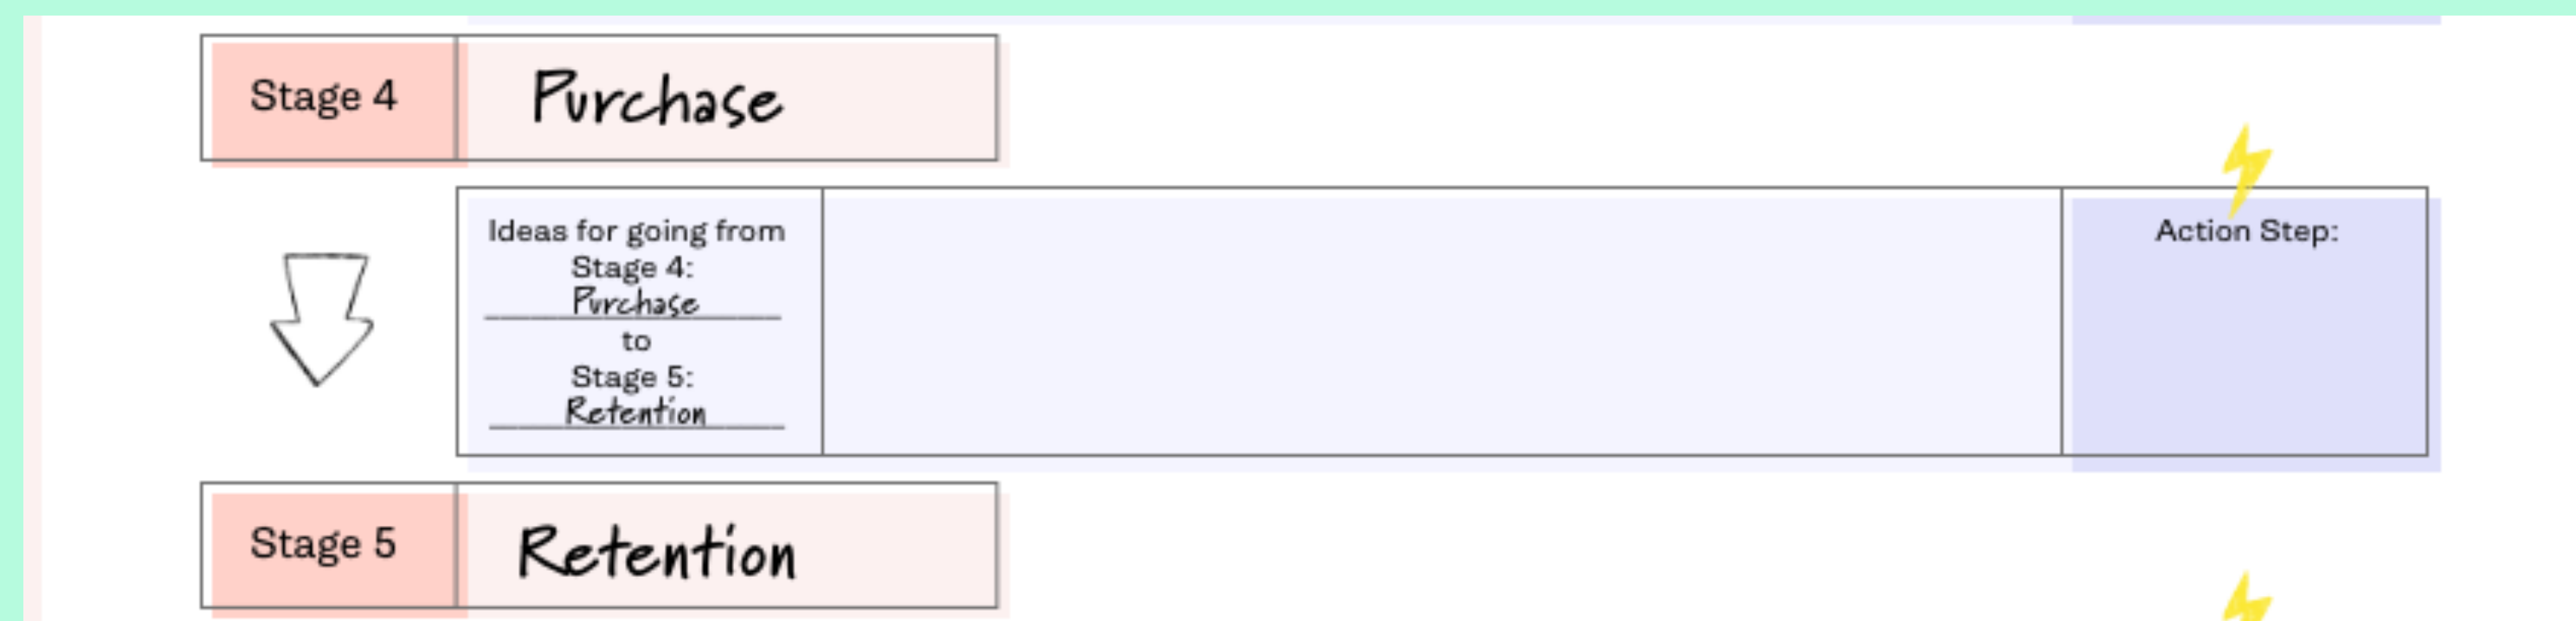 Stage 4
Purchase
Ideas for going from
Stage 4:
Purchase
to
Stage 5:
Retention
Action Step:
Stage 5
Retention